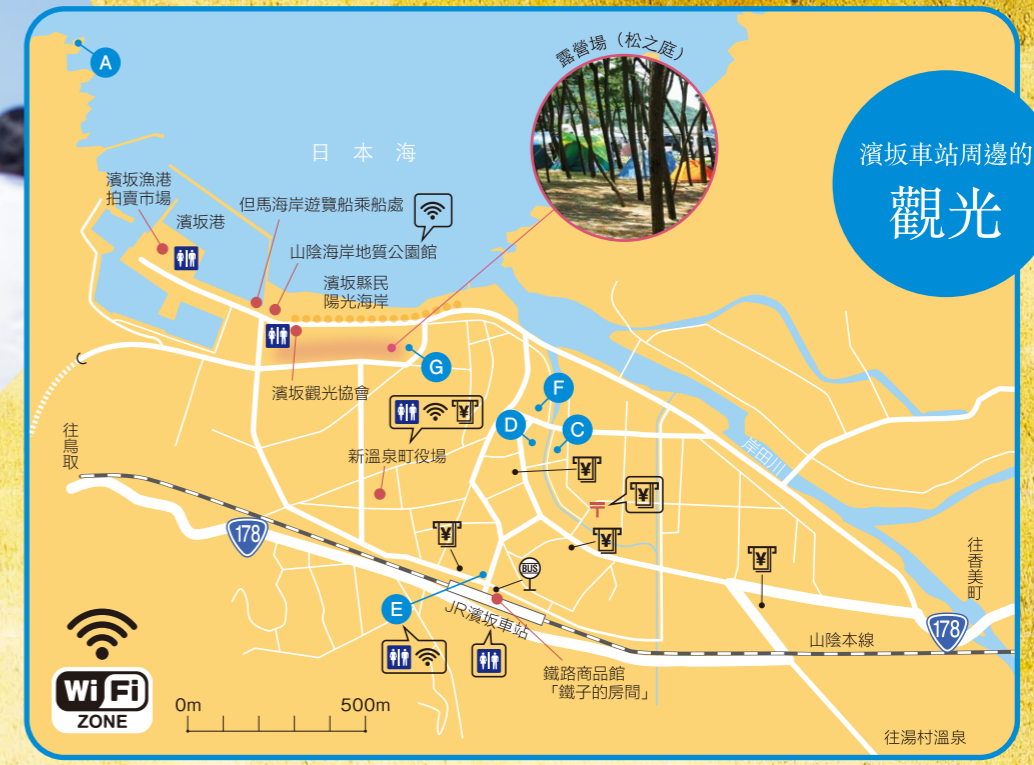 露營場（松之庭）
濱坂車站周邊的
觀光
A
日本海
濱坂漁港
拍賣市場
濱坂港
但馬海岸遊覽船乘船處
山陰海岸地質公園館
濱坂縣民
陽光海岸
G
濱坂觀光協會
F
D
C
¥
往鳥取
新溫泉町役場
岸田川
¥
〒
¥
178
¥
¥
¥
往香美町
BUS
E
JR濱坂車站
178
山陰本線
鐵路商品館
「鐵子的房間」
WiFi
ZONE
0m
500m
往湯村溫泉